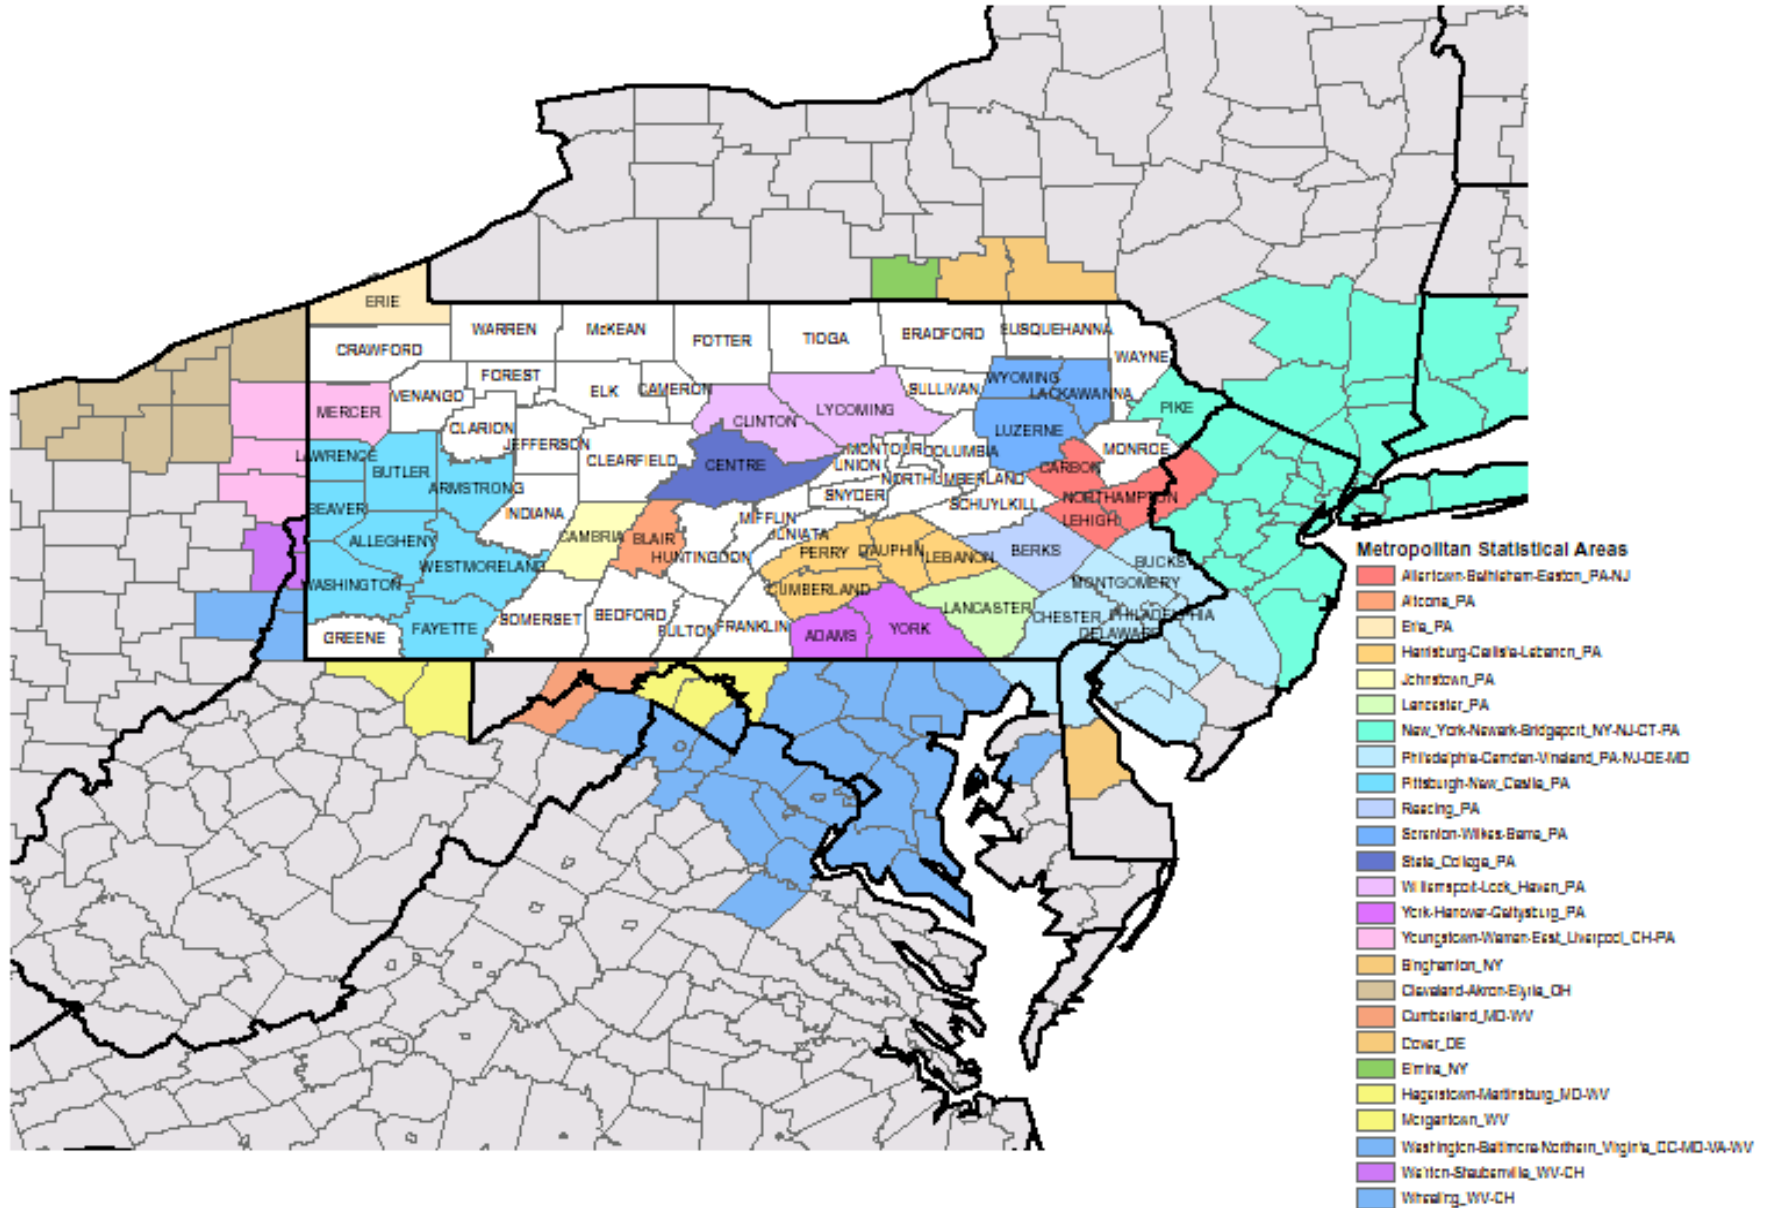 ERIE
WARREN
McKEAN
POTTER
TIOGA
BRADFORD
SUSQUEHANNA
CRAWFORD
WAYNE
FOREST
VENANGO
ELK
CAMERON
SULLIVAN
WYOMING
LACKAWANNA
MERCER
CLINTON
LYCOMING
PIKE
CLARION
JEFFERSON
LUZERNE
LAWRENCE
BUTLER
CLEARFIELD
CENTRE
MONTOUR
COLUMBIA
MONROE
UNION
CARBON
ARMSTRONG
NORTHUMBERLAND
SNYDER
NORTHAMPTON
BEAVER
INDIANA
SCHUYLKILL
MIFFLIN
LEHIGH
ALLEGHENY
CAMBRIA
BLAIR
JUNIATA
HUNTINGDON
PERRY
DAUPHIN
LEBANON
BERKS
BUCKS
WESTMORELAND
WASHINGTON
CUMBERLAND
MONTGOMERY
LANCASTER
SOMERSET
BEDFORD
CHESTER
PHILADELPHIA
GREENE
FAYETTE
FULTON
FRANKLIN
ADAMS
YORK
DELAWARE
Metropolitan Statistical Areas
Allentown-Bethlehem-Easton_PA-NJ
Altoona_PA
Erie_PA
Harrisburg-Carlisle-Lebanon_PA
Johnstown_PA
Lancaster_PA
New_York-Newark-Bridgeport_NY-NJ-CT-PA
Philadelphia-Camden-Vineland_PA-NJ-DE-MD
Pittsburgh-New_Castle_PA
Reading_PA
Scranton-Wilkes-Barre_PA
State_College_PA
Williamsport-Lock_Haven_PA
York-Hanover-Gettysburg_PA
Youngstown-Warren-East_Liverpool_OH-PA
Binghamton_NY
Cleveland-Akron-Elyria_OH
Cumberland_MD-WV
Dover_DE
Elmira_NY
Hagerstown-Martinsburg_MD-WV
Morgantown_WV
Washington-Baltimore-Northern_Virginia_DC-MD-VA-WV
Weirton-Steubenville_WV-OH
Wheeling_WV-OH